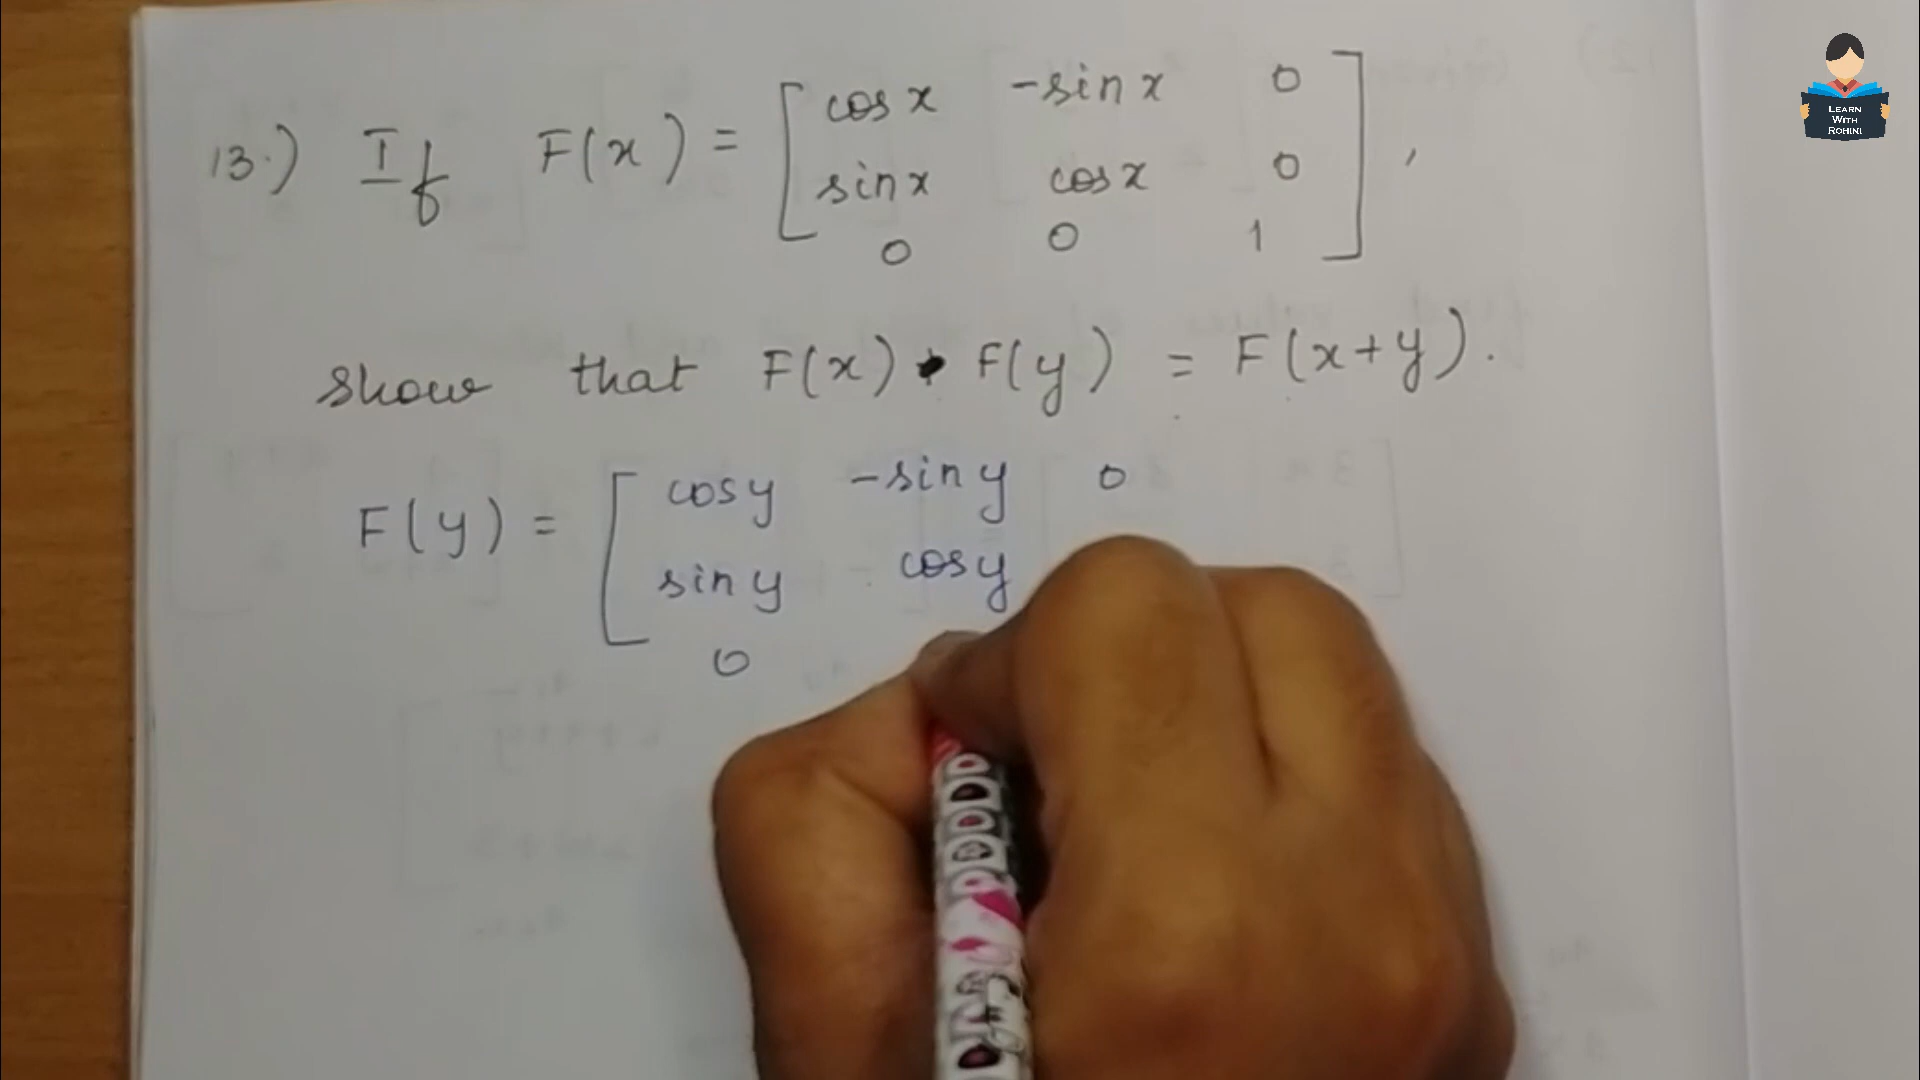 LEARN
WITH
ROHINI
13.) If F(x) = [ cos x -sin x 0
sin x cos x 0
0 0 1 ] ,
show that F(x) • F(y) = F(x+y).
F(y) = [ cos y -sin y 0
sin y cos y
0